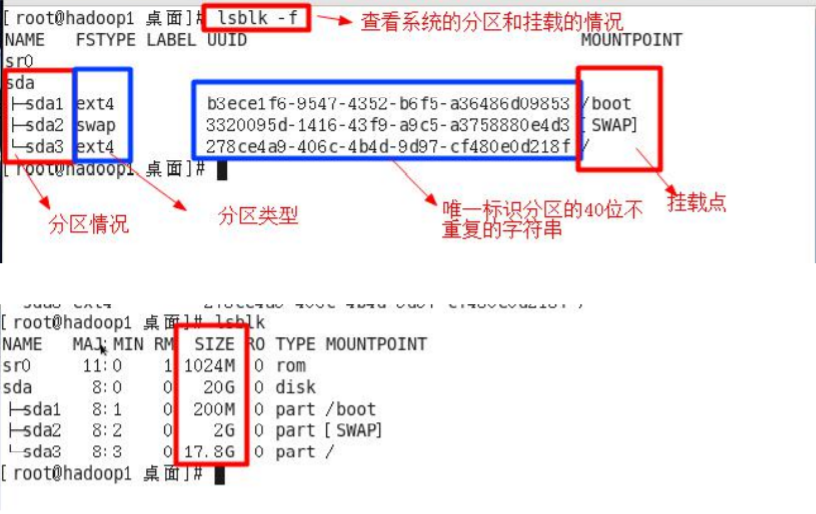 [root@hadoop1 桌面]# lsblk -f 查看系统的分区和挂载的情况
NAME FSTYPE LABEL UUID MOUNTPOINT
sr0
sda
├─sda1 ext4 b3ece1f6-9547-4352-b6f5-a36486d09853 /boot
├─sda2 swap 3320095d-1416-43f9-a9c5-a3758880e4d3 [SWAP]
└─sda3 ext4 278ce4a9-406c-4b4d-9d97-cf480e0d218f /
[root@hadoop1 桌面]#
分区情况
分区类型
唯一标识分区的40位不
重复的字符串
挂载点
[root@hadoop1 桌面]# lsblk
NAME MAJ:MIN RM SIZE RO TYPE MOUNTPOINT
sr0 11:0 1 1024M 0 rom
sda 8:0 0 20G 0 disk
├─sda1 8:1 0 200M 0 part /boot
├─sda2 8:2 0 2G 0 part [SWAP]
└─sda3 8:3 0 17.8G 0 part /
[root@hadoop1 桌面]#